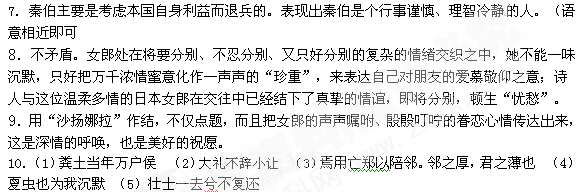 7．秦伯主要是考虑本国自身利益而退兵的。表现出秦伯是个行事谨慎、理智冷静的人。（语
意相近即可
8．不矛盾。女郎处在将要分别、不忍分别、又只好分别的复杂的情绪交织之中，她不能一味
沉默，只好把万千浓情蜜意化作一声声的“珍重”，来表达自己对朋友的爱慕敬仰之意；诗
人与这位温柔多情的日本女郎在交往中已经结下了真挚的情谊，即将分别，顿生“忧愁”。
9．用“沙扬娜拉”作结，不仅点题，而且把女郎的声声嘱咐、殷殷叮咛的眷恋心情传达出来，
这是深情的呼唤，也是美好的祝愿。
10．（1）粪土当年万户侯 （2）大礼不辞小让 （3）焉用亡郑以陪邻。邻之厚，君之薄也 （4）
夏虫也为我沉默 （5）壮士一去兮不复还